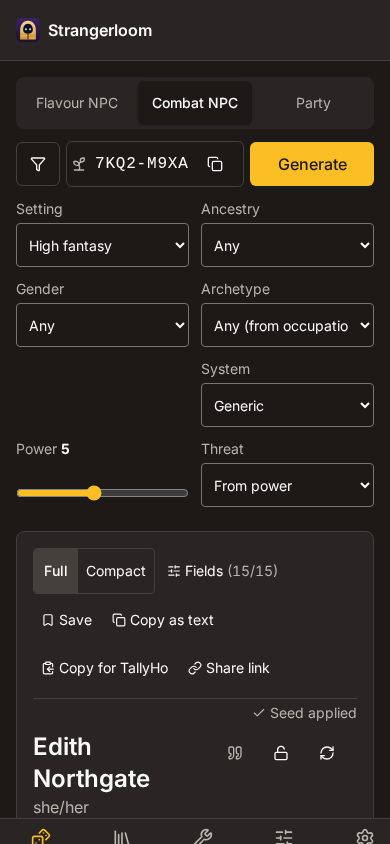 Strangerloom
Flavour NPC Combat NPC Party
7KQ2-M9XA Generate
Setting Ancestry
High fantasy Any
Gender Archetype
Any Any (from occupatio
System
Generic
Power 5 Threat
From power
Full Compact Fields (15/15)
Save Copy as text
Copy for TallyHo Share link
Seed applied
Edith
Northgate
she/her